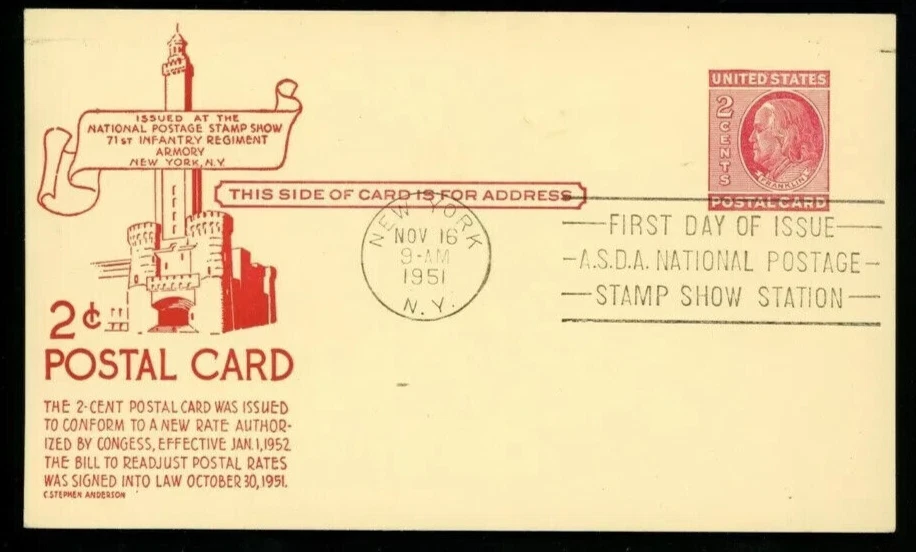 ISSUED AT THE
NATIONAL POSTAGE STAMP SHOW
71ST INFANTRY REGIMENT
ARMORY
NEW YORK, N.Y.
THIS SIDE OF CARD IS FOR ADDRESS
UNITED STATES
2
CENTS
FRANKLIN
POSTAL CARD
NEW YORK
NOV 16
9-AM
1951
N. Y.
FIRST DAY OF ISSUE
A.S.D.A. NATIONAL POSTAGE
STAMP SHOW STATION
2¢
POSTAL CARD
THE 2-CENT POSTAL CARD WAS ISSUED
TO CONFORM TO A NEW RATE AUTHOR-
IZED BY CONGESS, EFFECTIVE JAN. 1, 1952.
THE BILL TO READJUST POSTAL RATES
WAS SIGNED INTO LAW OCTOBER 30, 1951.
C. STEPHEN ANDERSON